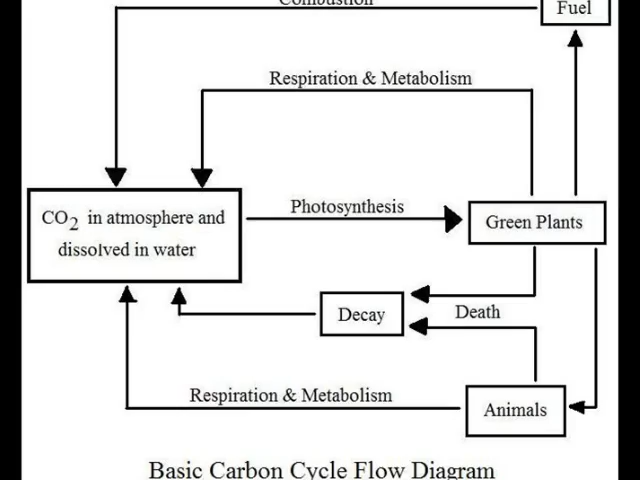 Combustion
Fuel
Respiration & Metabolism
CO2 in atmosphere and
dissolved in water
Photosynthesis
Green Plants
Decay
Death
Respiration & Metabolism
Animals
Basic Carbon Cycle Flow Diagram